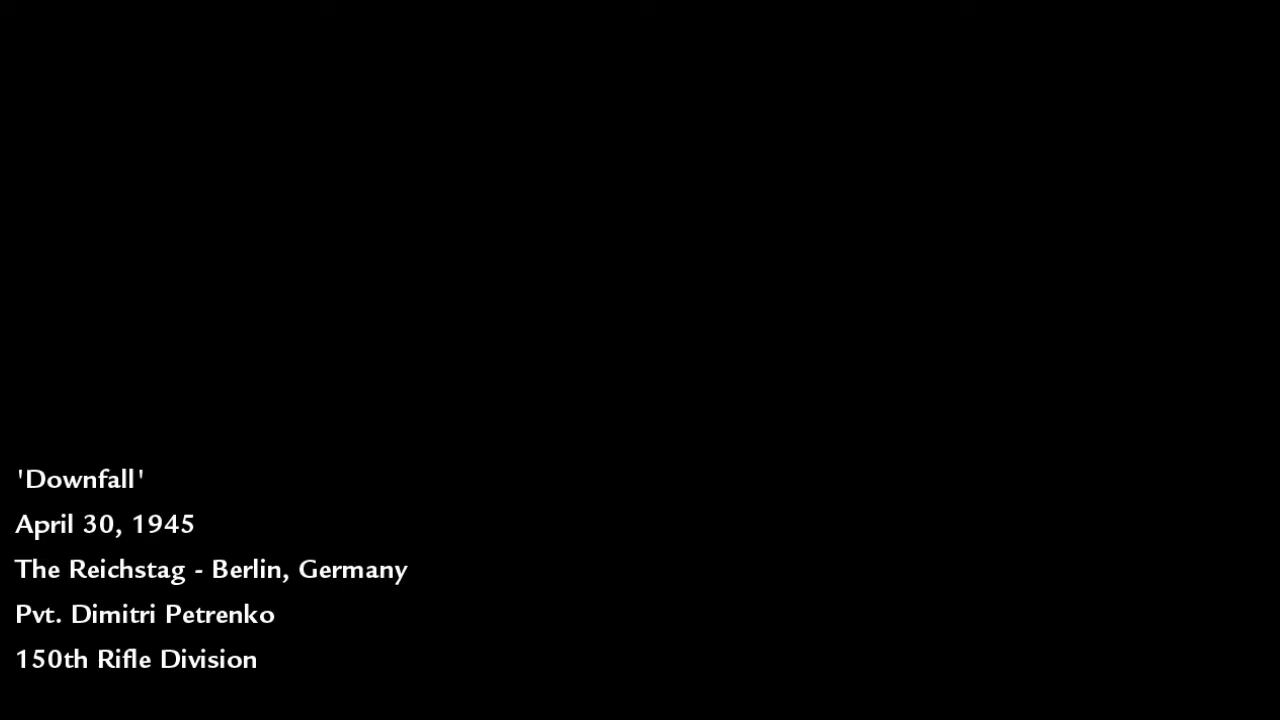 'Downfall'
April 30, 1945
The Reichstag - Berlin, Germany
Pvt. Dimitri Petrenko
150th Rifle Division